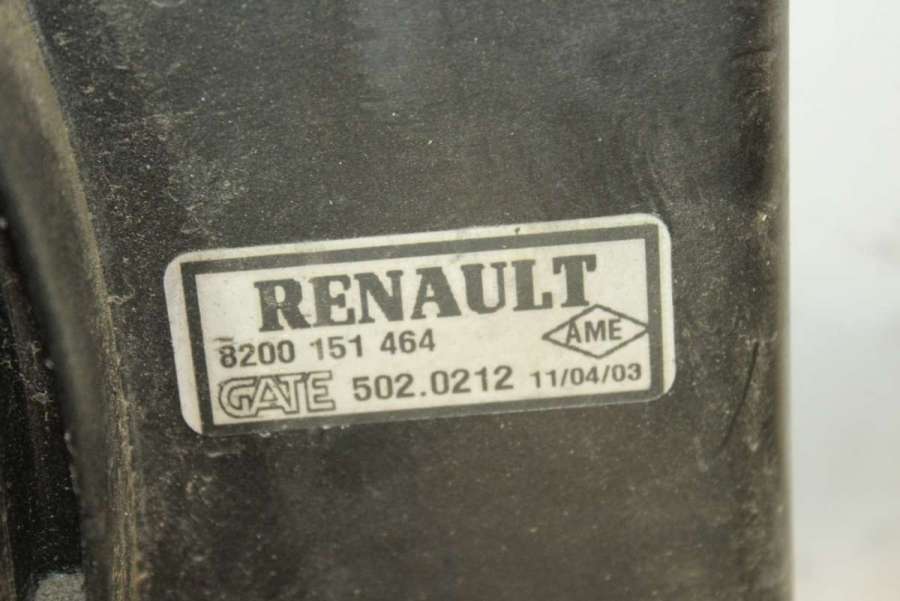 RENAULT
8200 151 464 AME
GATE 502.0212 11/04/03